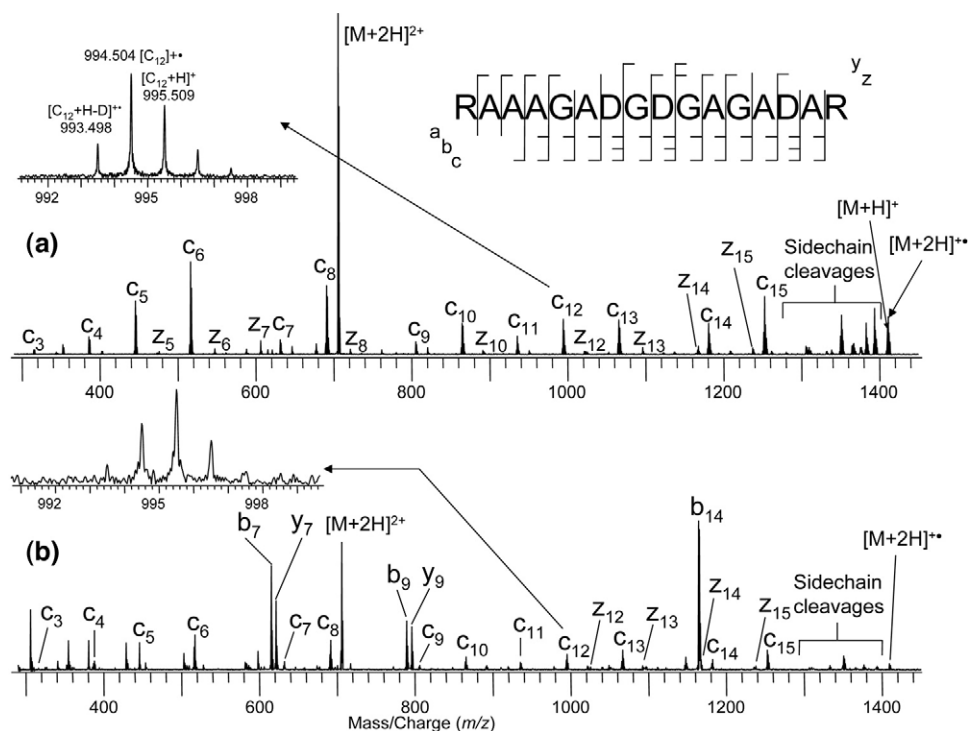 994.504 [C12]+•
[C12+H]+
995.509
[C12+H-D]+•
993.498
992 995 998
[M+2H]2+
y
z
RAAAGADGDGAGADAR
a
b
c
(a)
c3 c4 c5 z5 c6 z6 z7 c7 c8 z8 c9 c10 z10 c11 c12 z12 c13 z13 z14 c14 z15 c15
Sidechain
cleavages
[M+H]+
[M+2H]+•
400 600 800 1000 1200 1400
992 995 998
(b)
c3 c4 c5 c6 b7 y7 c7 c8 [M+2H]2+ b9 y9 c9 c10 c11 c12 z12 c13 z13 b14 z14 c14 z15 c15
Sidechain
cleavages
[M+2H]+•
400 600 800 1000 1200 1400
Mass/Charge (m/z)